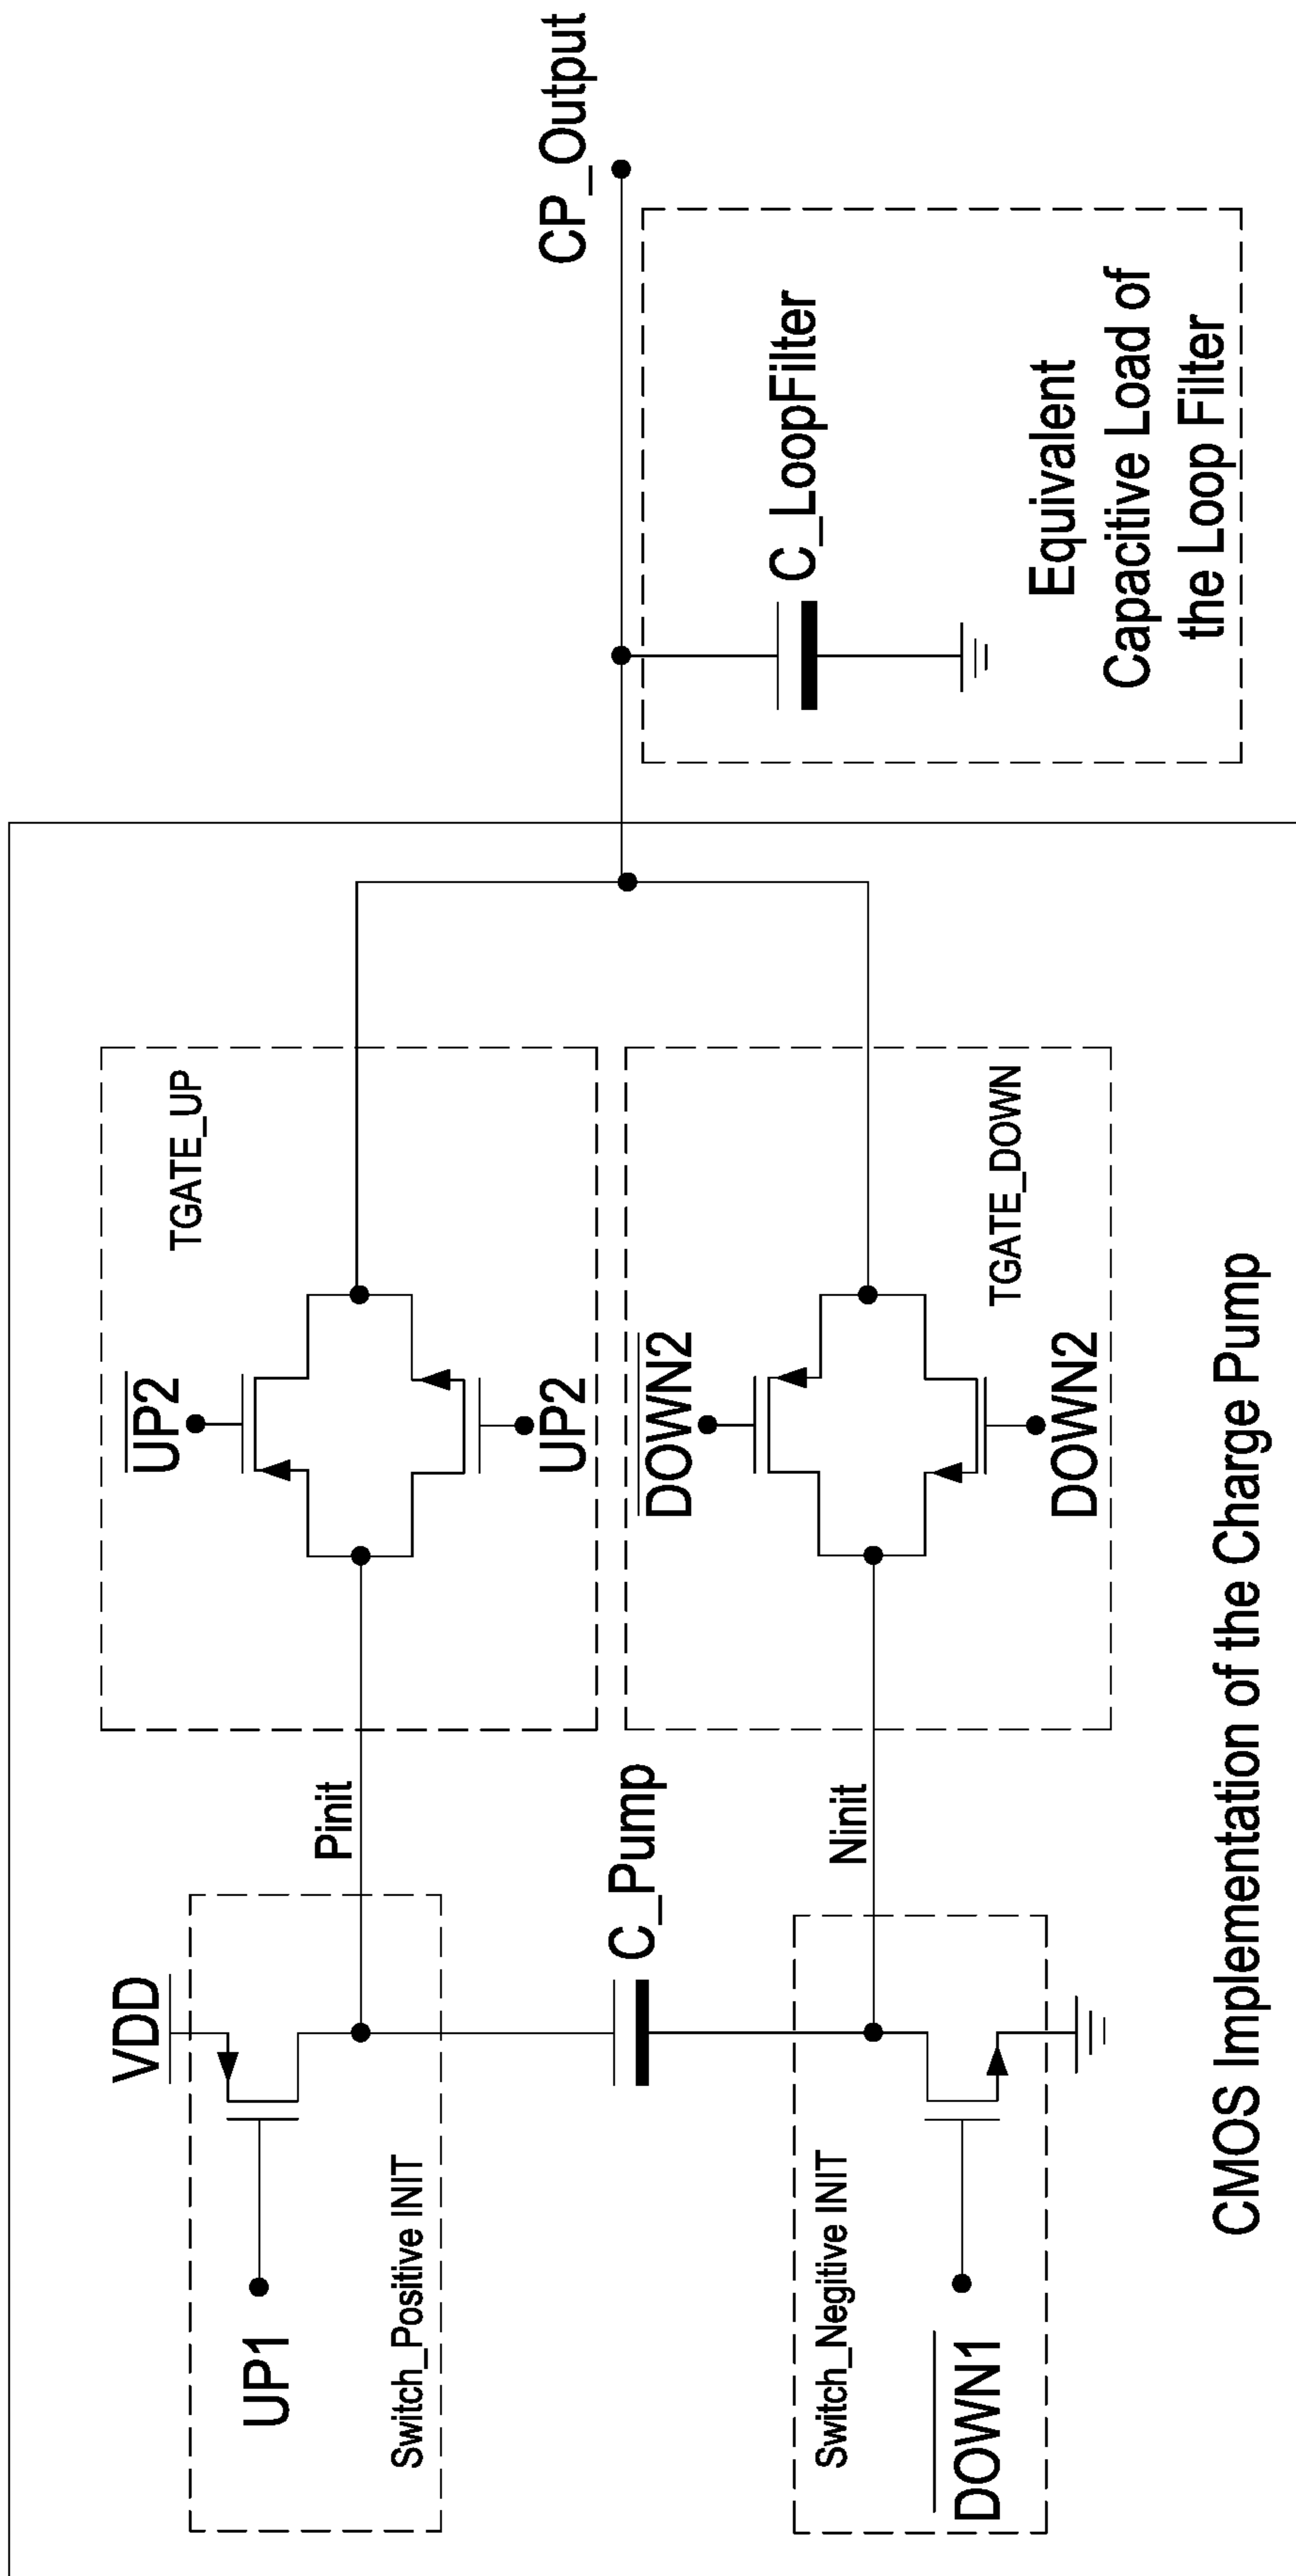 VDD
UP1
Switch_Positive INIT
Pinit
UP2
TGATE_UP
UP2
CP_Output
C_Pump
DOWN2
C_LoopFilter
Switch_Negitive INIT
Ninit
TGATE_DOWN
DOWN1
DOWN2
Equivalent
Capacitive Load of
the Loop Filter
CMOS Implementation of the Charge Pump